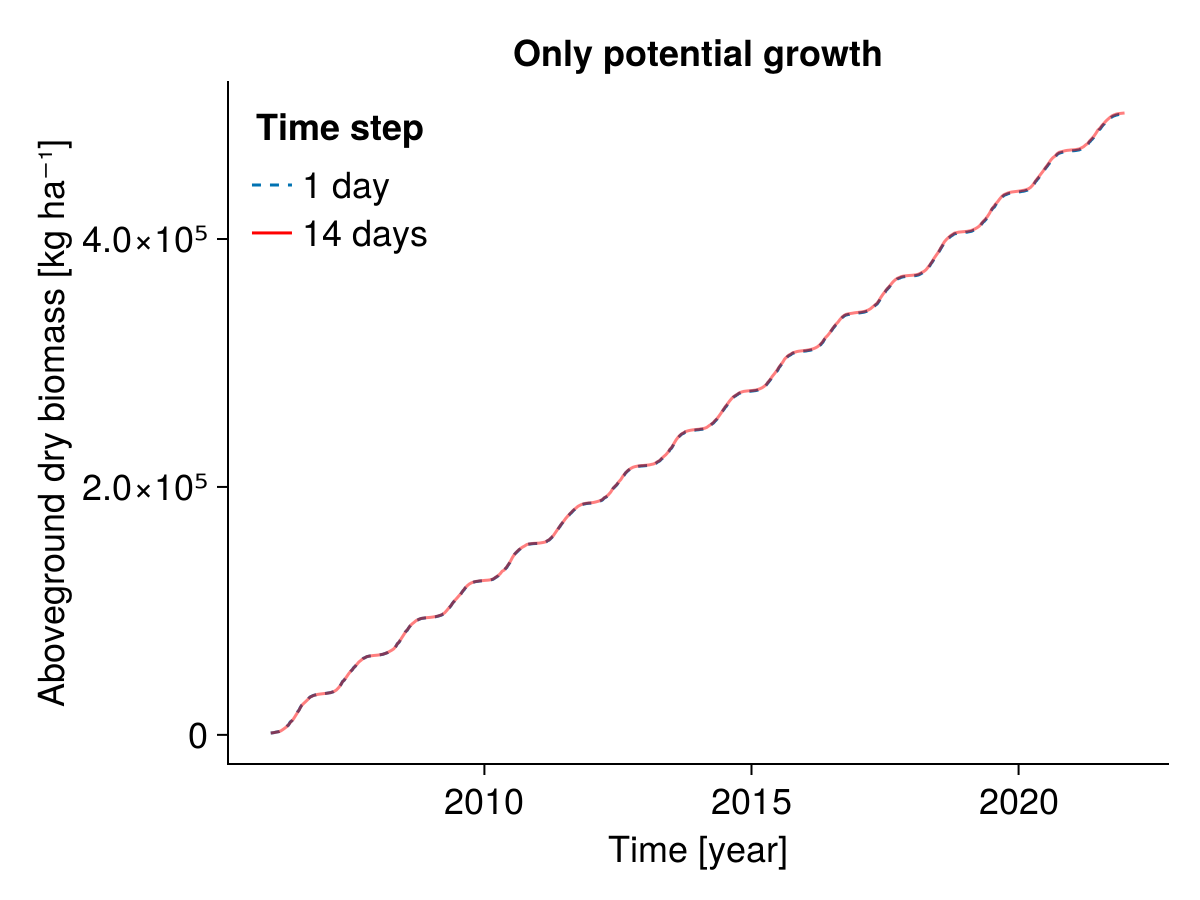 Only potential growth
Time step
1 day
14 days
Aboveground dry biomass [kg ha⁻¹]
4.0×10⁵
2.0×10⁵
0
2010 2015 2020
Time [year]